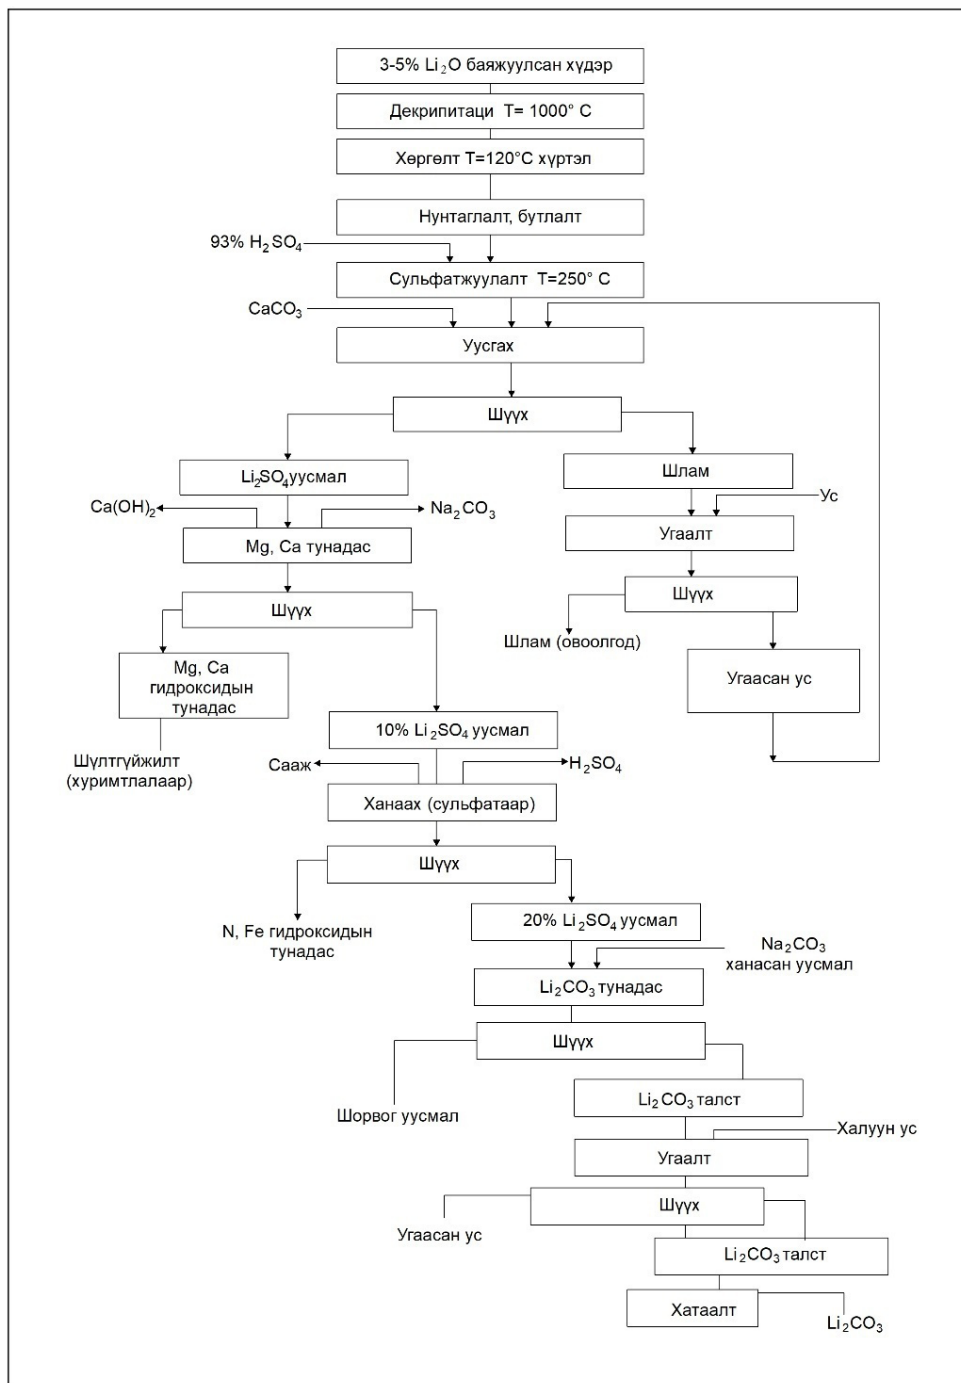 3-5% Li₂O баяжуулсан хүдэр
Декрипитаци T= 1000° C
Хөргөлт T=120°C хүртэл
Нунтаглалт, бутлалт
93% H₂SO₄
Сульфатжуулалт T=250° C
CaCO₃
Уусгах
Шүүх
Li₂SO₄ уусмал
Шлам
Ca(OH)₂
Na₂CO₃
Ус
Mg, Ca тунадас
Угаалт
Шүүх
Шүүх
Шлам (овоолгод)
Mg, Ca
гидроксидын
тунадас
Угаасан ус
10% Li₂SO₄ уусмал
Шүлтгүйжилт
(хуримтлалаар)
Сааж
H₂SO₄
Ханаах (сульфатаар)
Шүүх
N, Fe гидроксидын
тунадас
20% Li₂SO₄ уусмал
Na₂CO₃
ханасан уусмал
Li₂CO₃ тунадас
Шүүх
Шорвог уусмал
Li₂CO₃ талст
Халуун ус
Угаалт
Шүүх
Угаасан ус
Li₂CO₃ талст
Хатаалт
Li₂CO₃